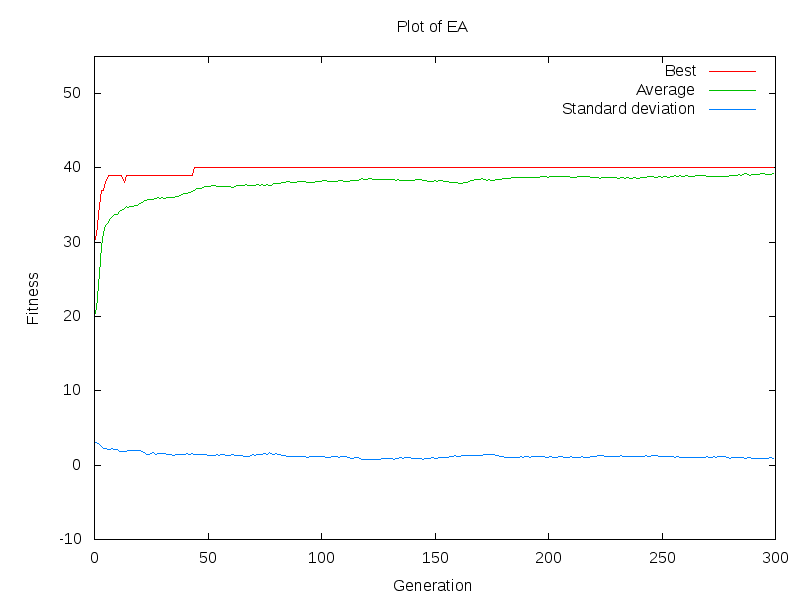 Plot of EA
Best
Average
Standard deviation
50
40
30
20
10
0
-10
0 50 100 150 200 250 300
Fitness
Generation